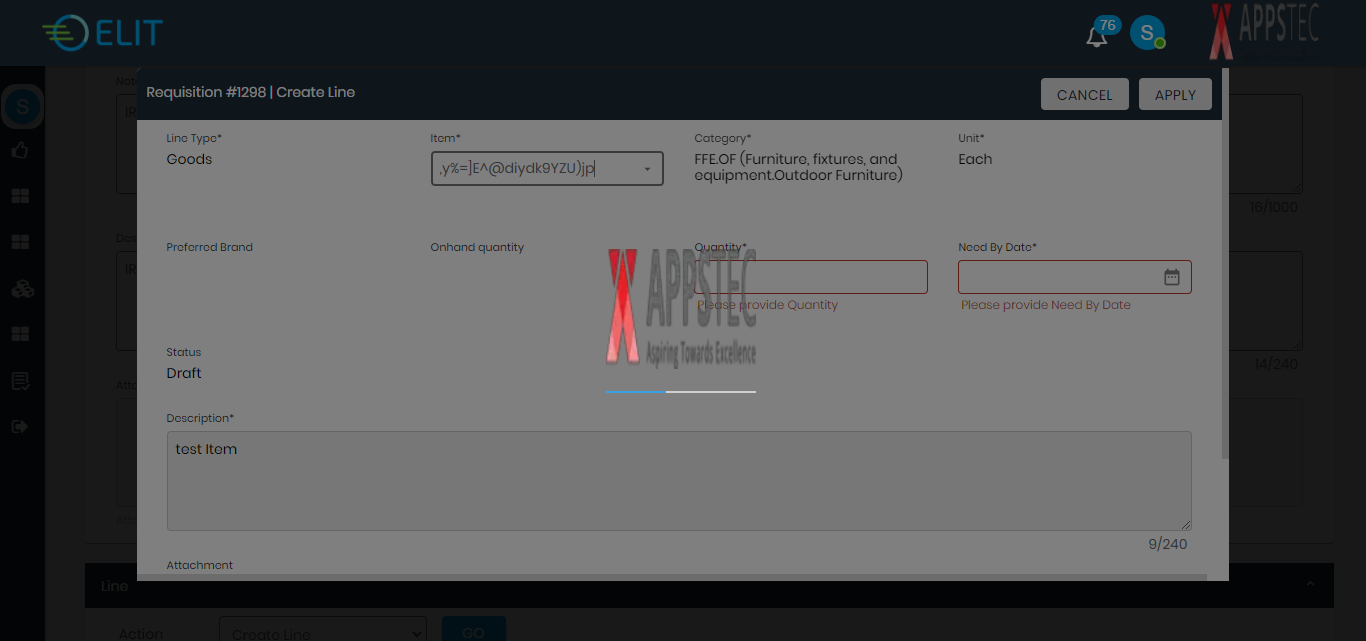 ELIT
76
S
APPSTEC
S
Requisition #1298 | Create Line
CANCEL
APPLY
Line Type*
Goods
Item*
,y%=]E^@diydk9YZU)jp
Category*
FFE.OF (Furniture, fixtures, and
equipment.Outdoor Furniture)
Unit*
Each
16/1000
Preferred Brand
Onhand quantity
Quantity*
Please provide Quantity
Need By Date*
Please provide Need By Date
APPSTEC
Aspiring Towards Excellence
Status
Draft
14/240
Description*
test Item
9/240
Attachment
Line
Action
Create Line
GO